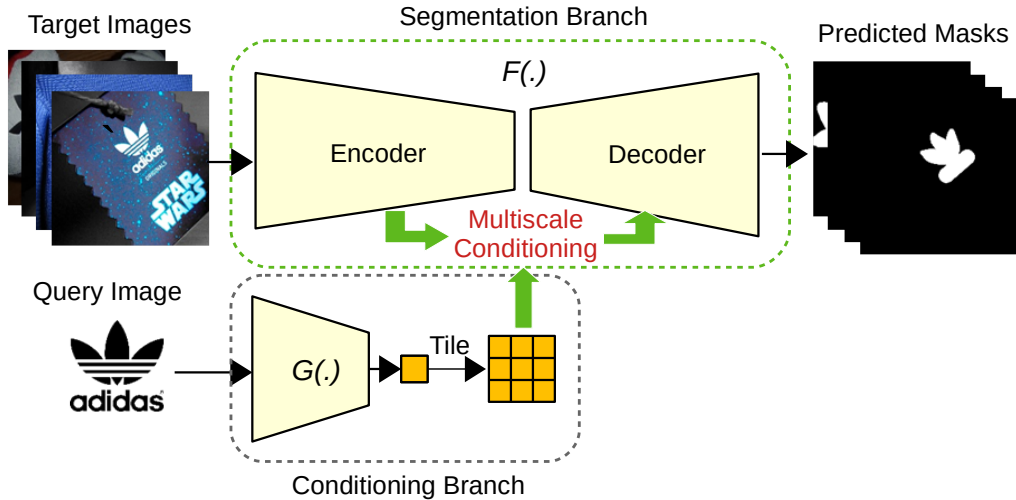 Segmentation Branch
Target Images
Predicted Masks
F(.)
Encoder
Decoder
adidas
ORIGINALS
STAR
WARS
Multiscale
Conditioning
Query Image
Tile
G(.)
adidas
Conditioning Branch